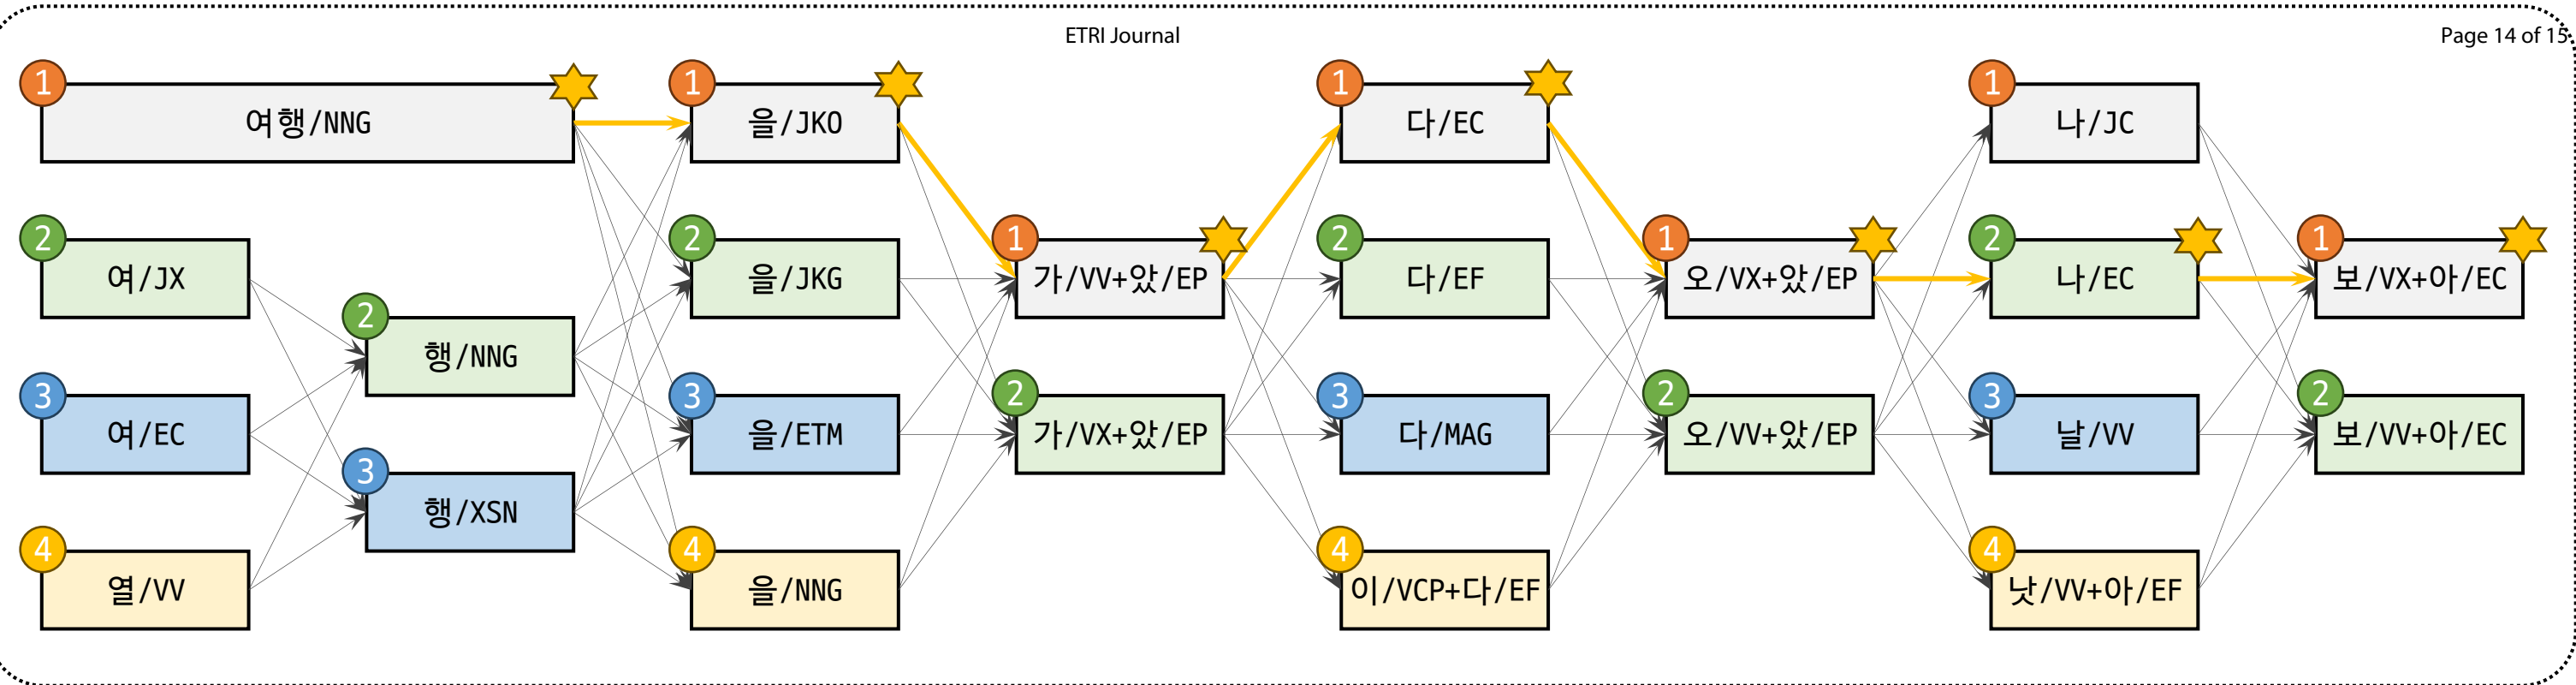 ETRI Journal
Page 14 of 15
1 여행/NNG
2 여/JX
3 여/EC
4 열/VV
2 행/NNG
3 행/XSN
1 을/JKO
2 을/JKG
3 을/ETM
4 을/NNG
1 가/VV+았/EP
2 가/VX+았/EP
1 다/EC
2 다/EF
3 다/MAG
4 이/VCP+다/EF
1 오/VX+았/EP
2 오/VV+았/EP
1 나/JC
2 나/EC
3 날/VV
4 낫/VV+아/EF
1 보/VX+아/EC
2 보/VV+아/EC